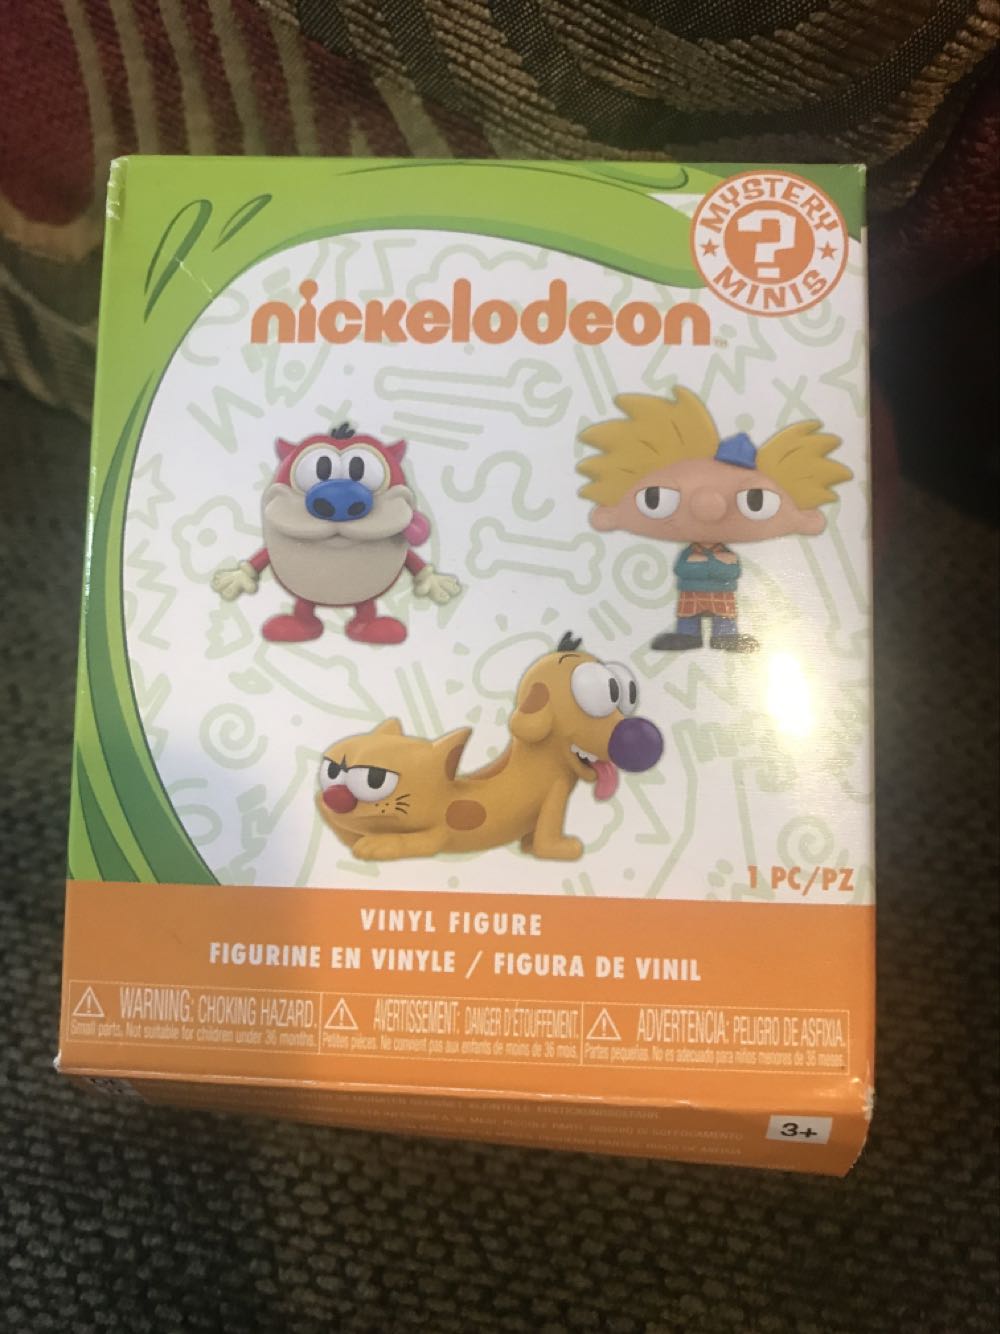 MYSTERY
?
MINIS
nickelodeon™
1 PC/PZ
VINYL FIGURE
FIGURINE EN VINYLE / FIGURA DE VINIL
WARNING: CHOKING HAZARD.
Small parts. Not suitable for children under 36 months.
AVERTISSEMENT: DANGER D'ÉTOUFFEMENT.
Petites pièces. Ne convient pas aux enfants de moins de 36 mois.
ADVERTENCIA: PELIGRO DE ASFIXIA.
Partes pequeñas. No es adecuado para niños menores de 36 meses.
3+